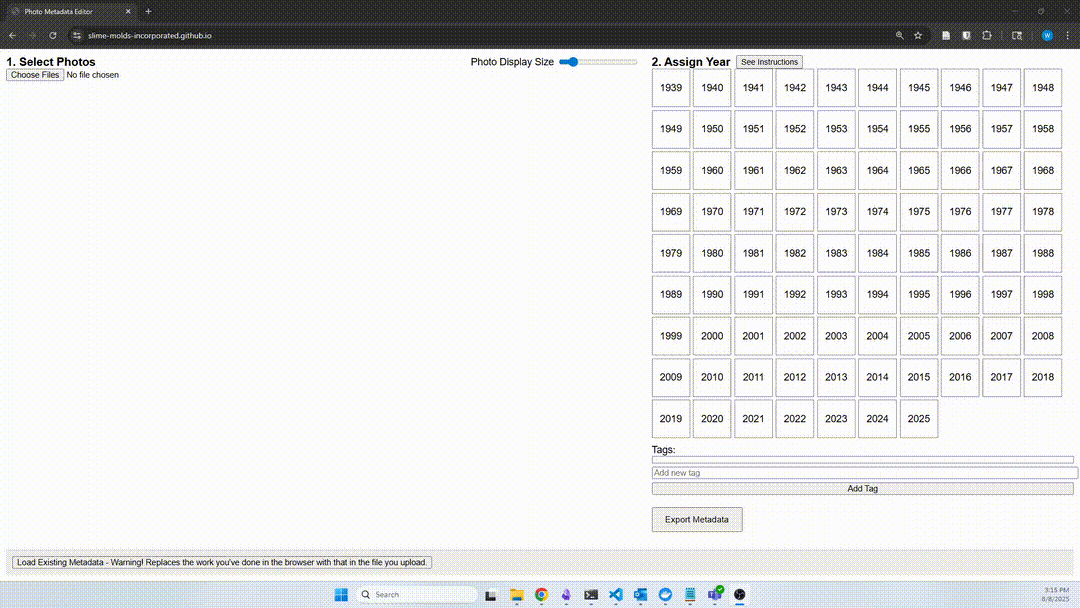 Photo Metadata Editor
slime-molds-incorporated.github.io
W
1. Select Photos
Choose Files No file chosen
Photo Display Size
2. Assign Year See Instructions
1939 1940 1941 1942 1943 1944 1945 1946 1947 1948
1949 1950 1951 1952 1953 1954 1955 1956 1957 1958
1959 1960 1961 1962 1963 1964 1965 1966 1967 1968
1969 1970 1971 1972 1973 1974 1975 1976 1977 1978
1979 1980 1981 1982 1983 1984 1985 1986 1987 1988
1989 1990 1991 1992 1993 1994 1995 1996 1997 1998
1999 2000 2001 2002 2003 2004 2005 2006 2007 2008
2009 2010 2011 2012 2013 2014 2015 2016 2017 2018
2019 2020 2021 2022 2023 2024 2025
Tags:
Add new tag
Add Tag
Export Metadata
Load Existing Metadata - Warning! Replaces the work you've done in the browser with that in the file you upload.
Search
3:15 PM
8/8/2025